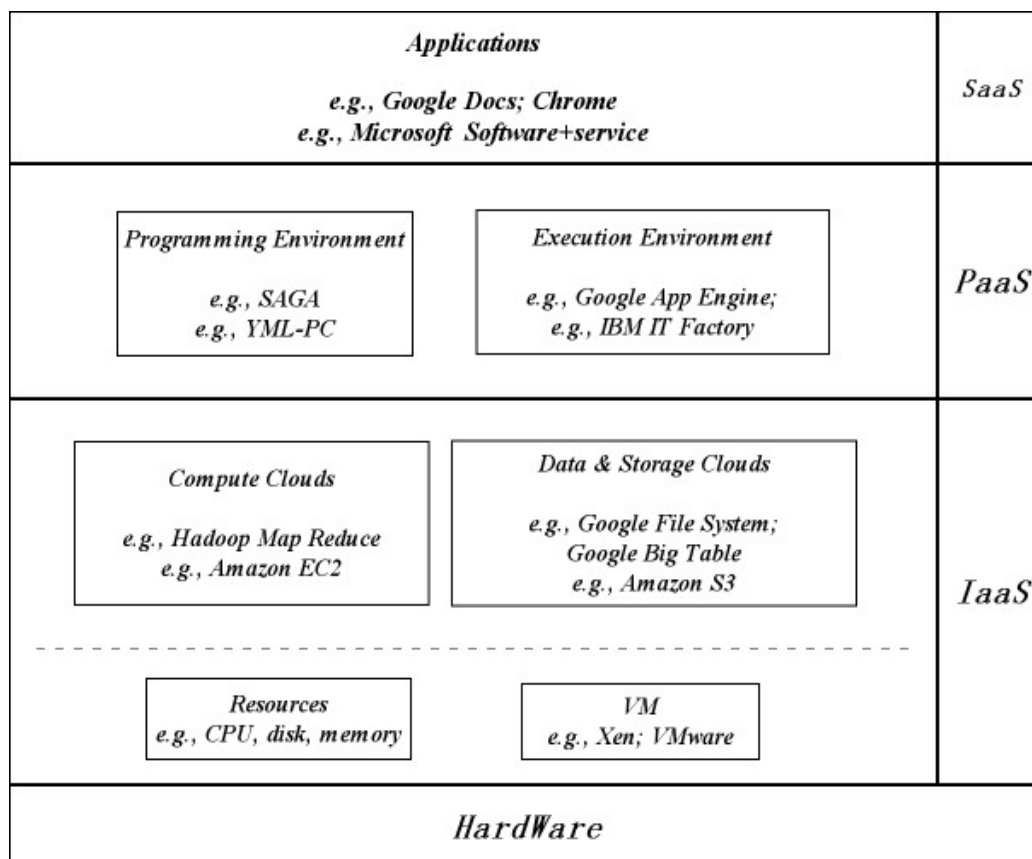 Applications
e.g., Google Docs; Chrome
e.g., Microsoft Software+service
SaaS
Programming Environment
e.g., SAGA
e.g., YML-PC
Execution Environment
e.g., Google App Engine;
e.g., IBM IT Factory
PaaS
Compute Clouds
e.g., Hadoop Map Reduce
e.g., Amazon EC2
Data & Storage Clouds
e.g., Google File System;
Google Big Table
e.g., Amazon S3
IaaS
Resources
e.g., CPU, disk, memory
VM
e.g., Xen; VMware
HardWare